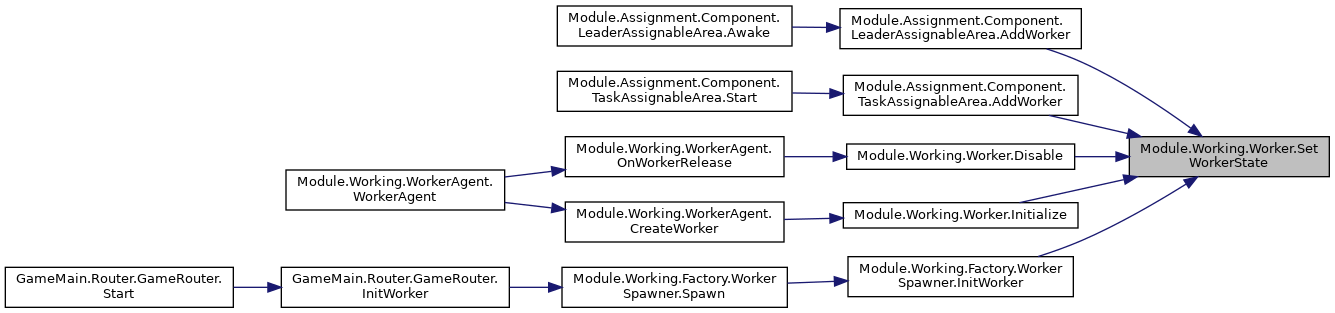 Module.Assignment.Component.
LeaderAssignableArea.Awake
Module.Assignment.Component.
LeaderAssignableArea.AddWorker
Module.Assignment.Component.
TaskAssignableArea.Start
Module.Assignment.Component.
TaskAssignableArea.AddWorker
Module.Working.Worker.Set
WorkerState
Module.Working.WorkerAgent.
OnWorkerRelease
Module.Working.Worker.Disable
Module.Working.WorkerAgent.
WorkerAgent
Module.Working.WorkerAgent.
CreateWorker
Module.Working.Worker.Initialize
GameMain.Router.GameRouter.
Start
GameMain.Router.GameRouter.
InitWorker
Module.Working.Factory.Worker
Spawner.Spawn
Module.Working.Factory.Worker
Spawner.InitWorker